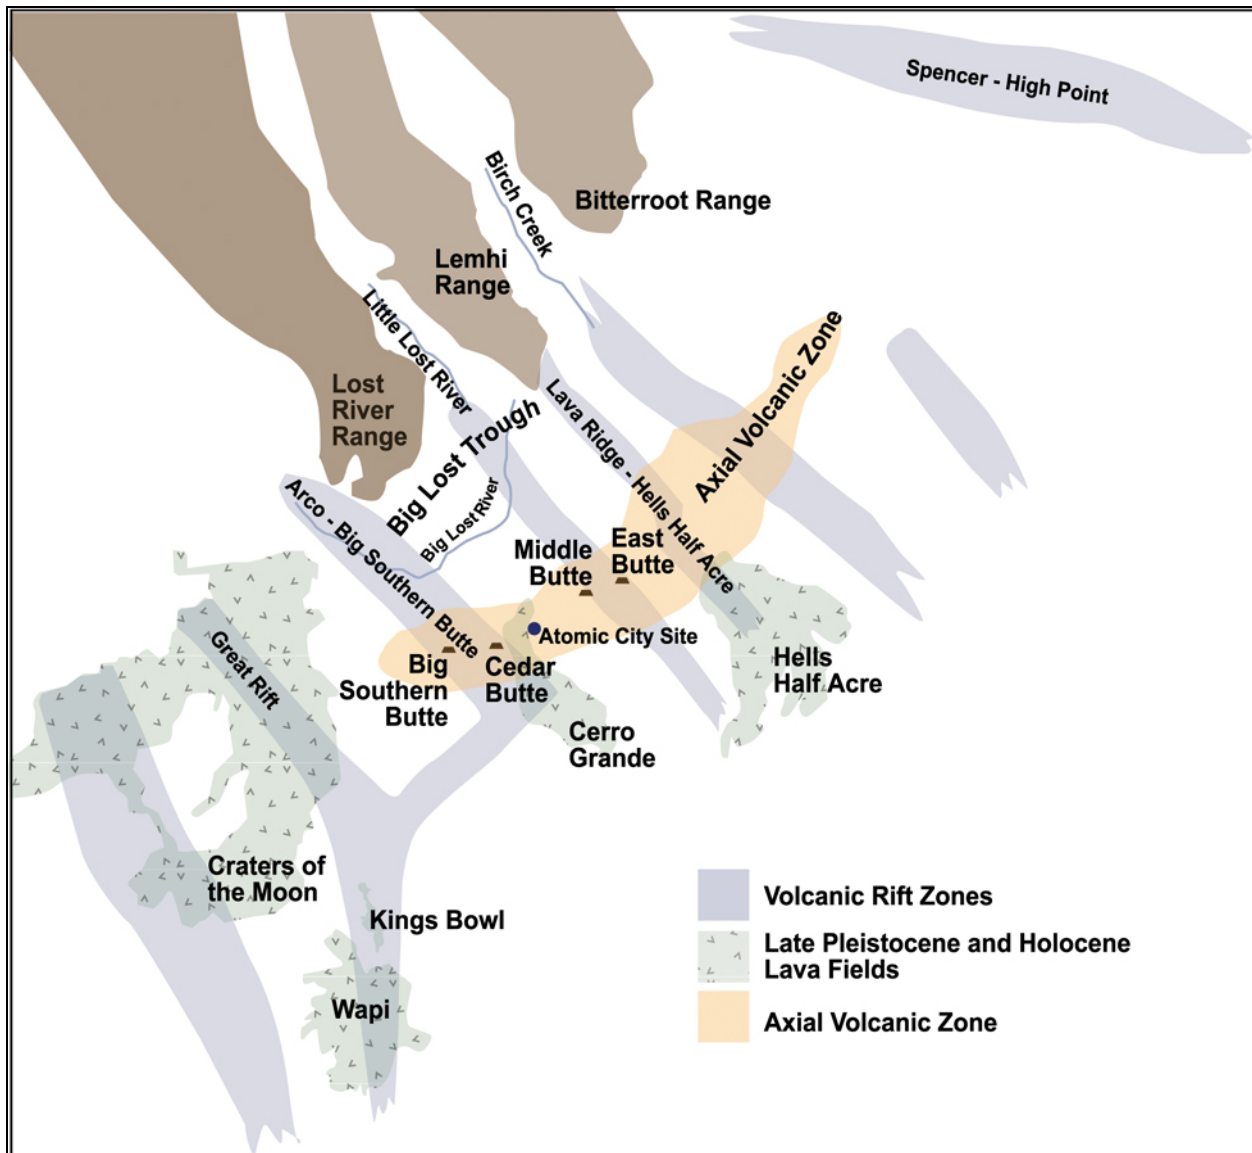 Spencer - High Point
Birch Creek
Bitterroot Range
Lemhi
Range
Little Lost River
Axial Volcanic Zone
Lost
River
Range
Lava Ridge - Hells Half Acre
Big Lost Trough
Arco - Big Southern Butte
Big Lost River
Middle
Butte
East
Butte
Atomic City Site
Great Rift
Big
Southern
Butte
Cedar
Butte
Hells
Half Acre
Cerro
Grande
Craters of
the Moon
Kings Bowl
Wapi
Volcanic Rift Zones
Late Pleistocene and Holocene
Lava Fields
Axial Volcanic Zone